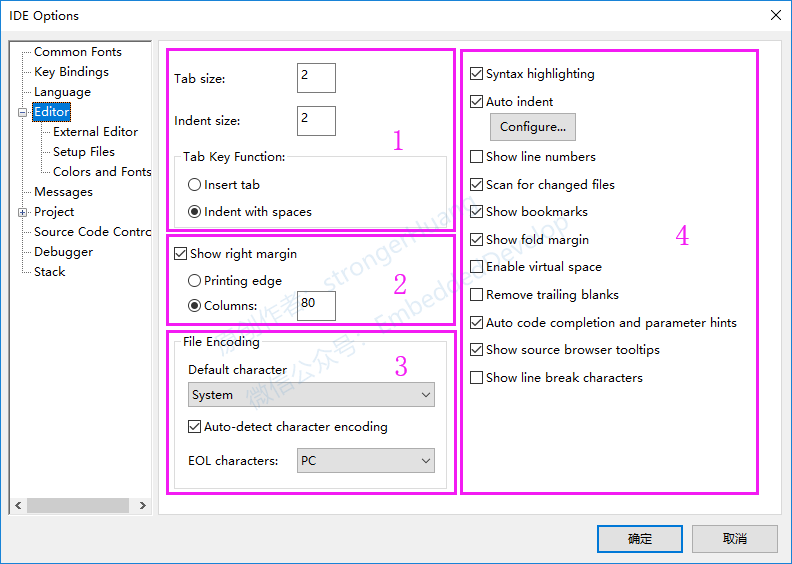 IDE Options
Common Fonts
Key Bindings
Language
Editor
External Editor
Setup Files
Colors and Fonts
Messages
Project
Source Code Contro
Debugger
Stack
Tab size:
2
Indent size:
2
1
Tab Key Function:
Insert tab
Indent with spaces
Show right margin
Printing edge
Columns:
80
2
File Encoding
3
Default character
System
Auto-detect character encoding
EOL characters:
PC
Syntax highlighting
Auto indent
Configure...
Show line numbers
Scan for changed files
Show bookmarks
Show fold margin
4
Enable virtual space
Remove trailing blanks
Auto code completion and parameter hints
Show source browser tooltips
Show line break characters
原创作者：strongerHuang
微信公众号：EmbeddedDevelop
确定
取消